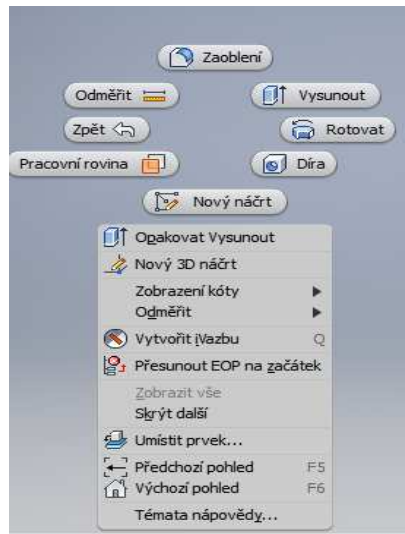 Zaoblení
Odměřit Vysunout
Zpět Rotovat
Pracovní rovina Díra
Nový náčrt
Opakovat Vysunout
Nový 3D náčrt
Zobrazení kóty
Odměřit
Vytvořit iVazbu Q
Přesunout EOP na začátek
Zobrazit vše
Skrýt další
Umístit prvek...
Předchozí pohled F5
Výchozí pohled F6
Témata nápovědy...